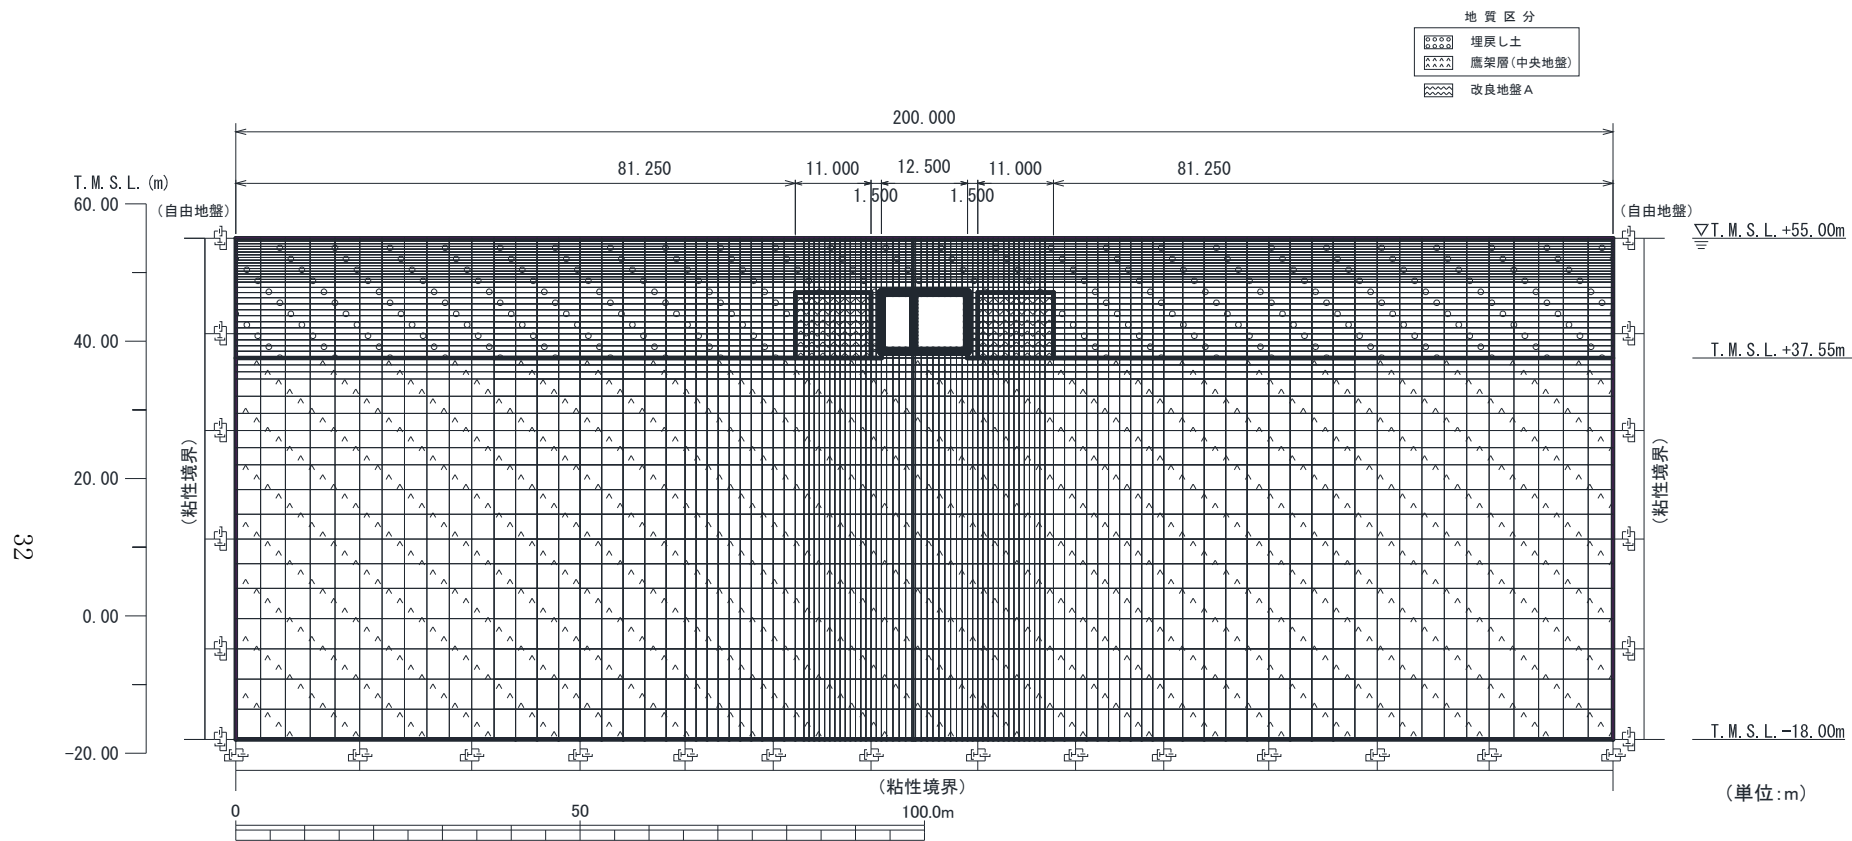 地質区分
埋戻し土
鷹架層(中央地盤)
改良地盤A
200.000
81.250
11.000
12.500
11.000
81.250
1.500
1.500
T.M.S.L.(m)
60.00
40.00
20.00
0.00
-20.00
(自由地盤)
(自由地盤)
▽T.M.S.L.+55.00m
T.M.S.L.+37.55m
T.M.S.L.-18.00m
(粘性境界)
(粘性境界)
(粘性境界)
(単位:m)
0
50
100.0m
32